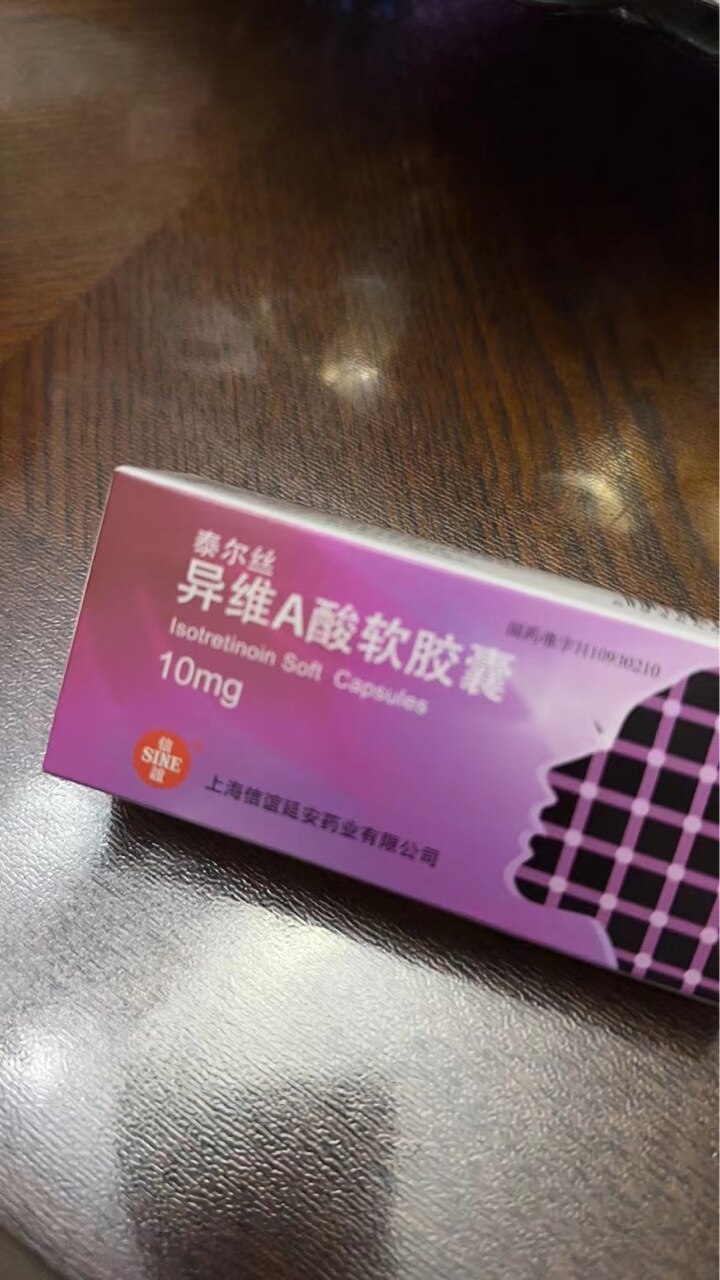 泰尔丝
异维A酸软胶囊
Isotretinoin Soft Capsules
10mg
国药准字H10930210
信
SINE
谊
上海信谊延安药业有限公司